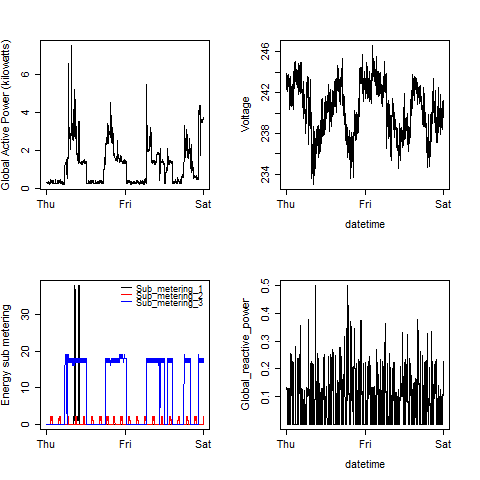 Global Active Power (kilowatts)
0 2 4 6
Thu Fri Sat
Voltage
234 238 242 246
Thu Fri Sat
datetime
Energy sub metering
0 10 20 30
Sub_metering_1
Sub_metering_2
Sub_metering_3
Thu Fri Sat
Global_reactive_power
0.1 0.2 0.3 0.4 0.5
Thu Fri Sat
datetime